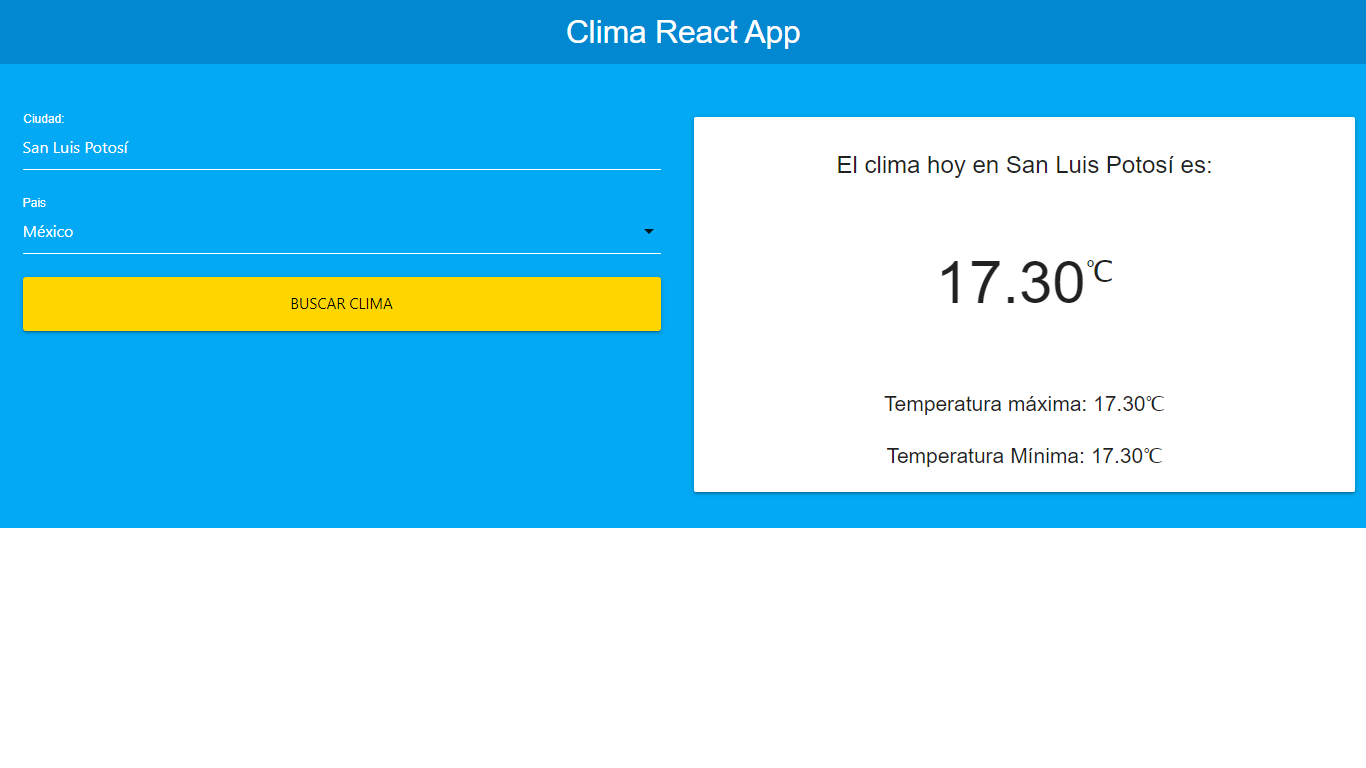 Clima React App
Ciudad:
San Luis Potosí
Pais
México
BUSCAR CLIMA
El clima hoy en San Luis Potosí es:
17.30℃
Temperatura máxima: 17.30℃
Temperatura Mínima: 17.30℃